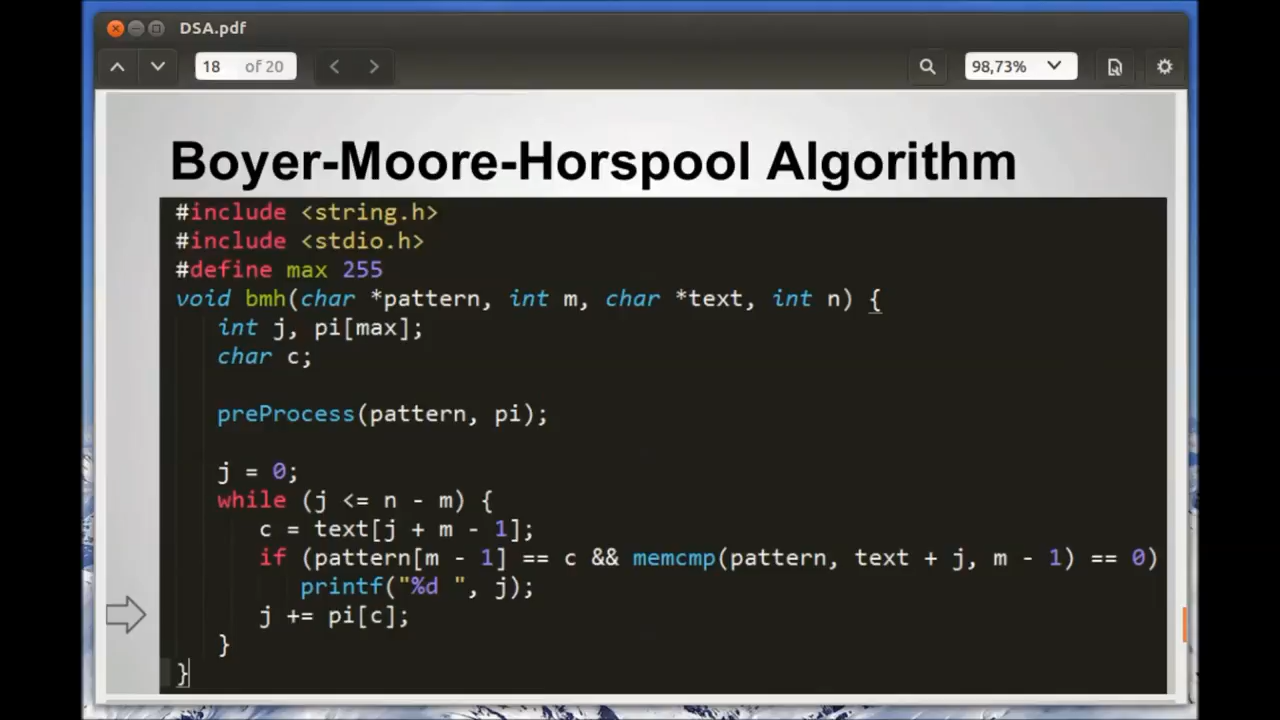 DSA.pdf
18 of 20
98,73%
Boyer-Moore-Horspool Algorithm
#include <string.h>
#include <stdio.h>
#define max 255
void bmh(char *pattern, int m, char *text, int n) {
int j, pi[max];
char c;
preProcess(pattern, pi);
j = 0;
while (j <= n - m) {
c = text[j + m - 1];
if (pattern[m - 1] == c && memcmp(pattern, text + j, m - 1) == 0)
printf("%d ", j);
j += pi[c];
}
}